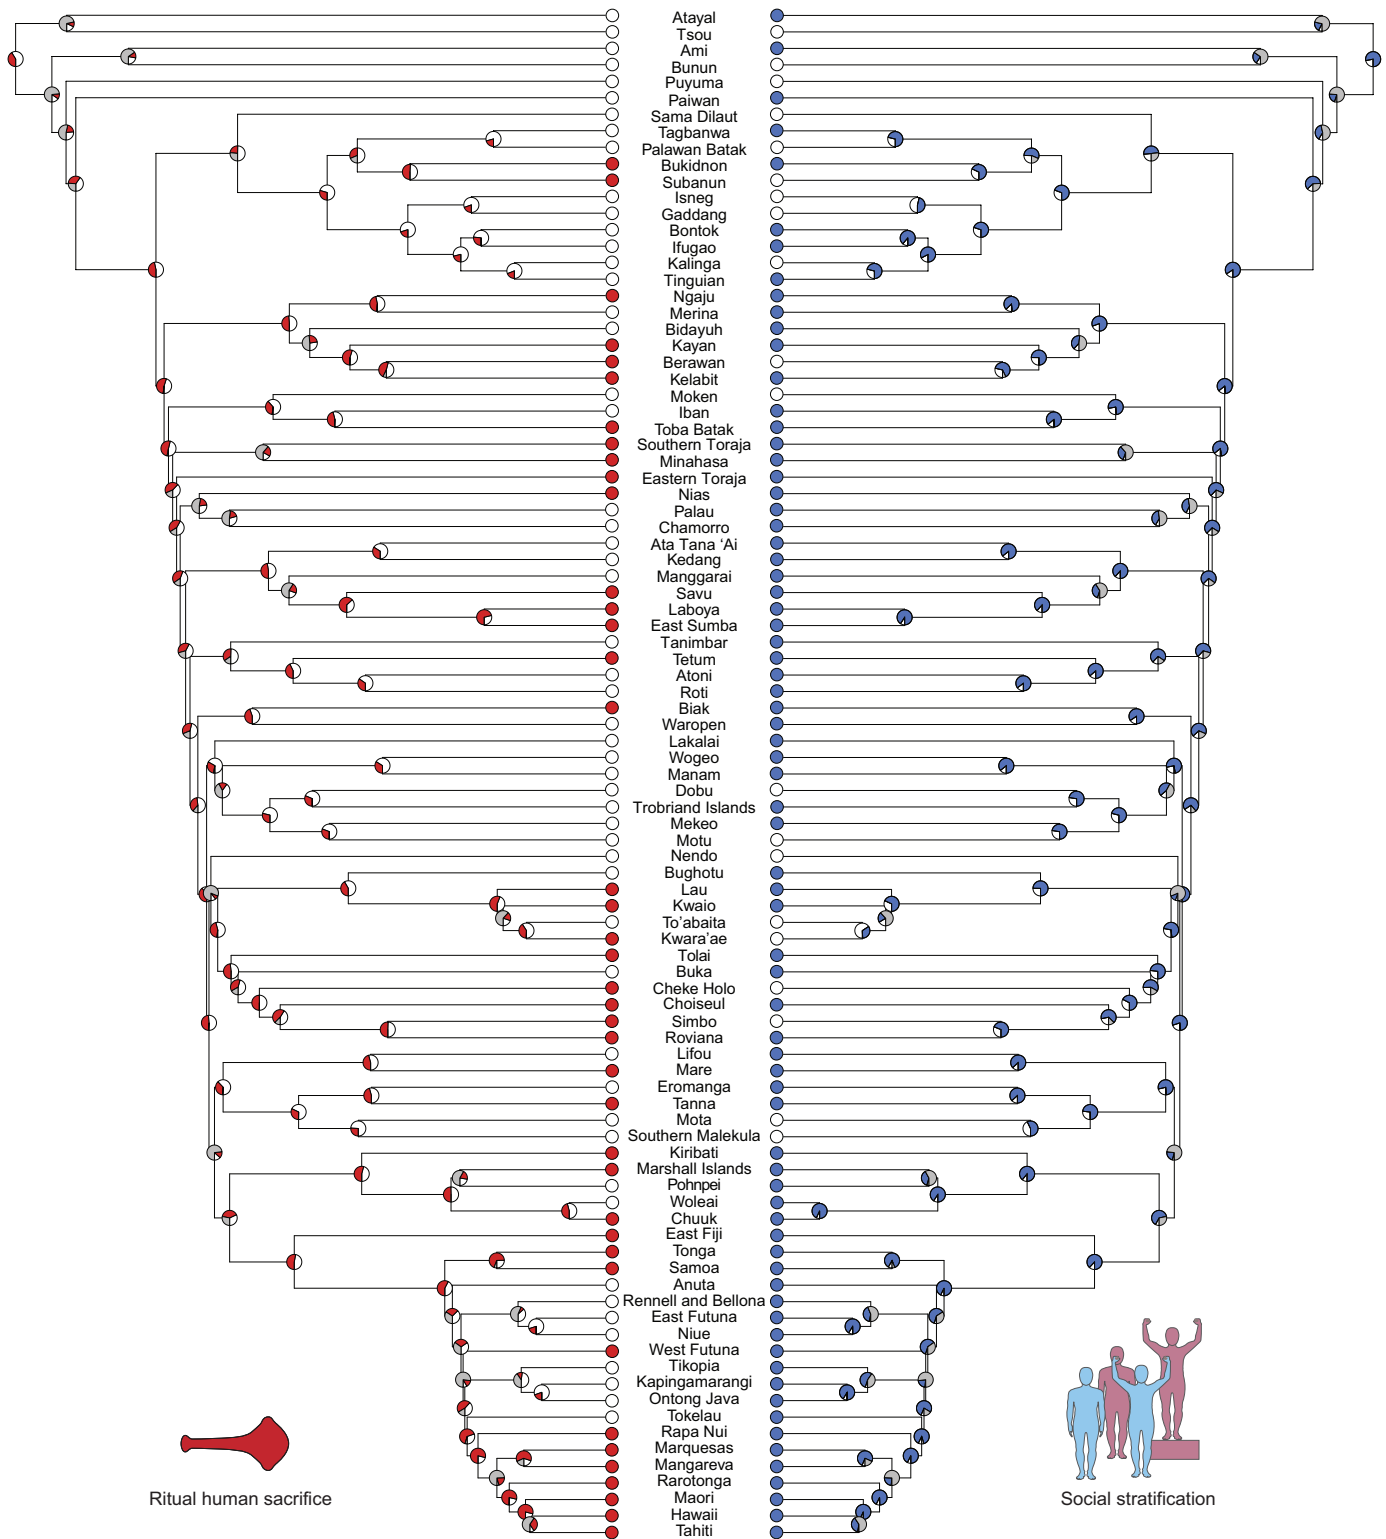 Atayal
Tsou
Ami
Bunun
Puyuma
Paiwan
Sama Dilaut
Tagbanwa
Palawan Batak
Bukidnon
Subanun
Isneg
Gaddang
Bontok
Ifugao
Kalinga
Tinguian
Ngaju
Merina
Bidayuh
Kayan
Berawan
Kelabit
Moken
Iban
Toba Batak
Southern Toraja
Minahasa
Eastern Toraja
Nias
Palau
Chamorro
Ata Tana ‘Ai
Kedang
Manggarai
Savu
Laboya
East Sumba
Tanimbar
Tetum
Atoni
Roti
Biak
Waropen
Lakalai
Wogeo
Manam
Dobu
Trobriand Islands
Mekeo
Motu
Nendo
Bughotu
Lau
Kwaio
To’abaita
Kwara’ae
Tolai
Buka
Cheke Holo
Choiseul
Simbo
Roviana
Lifou
Mare
Eromanga
Tanna
Mota
Southern Malekula
Kiribati
Marshall Islands
Pohnpei
Woleai
Chuuk
East Fiji
Tonga
Samoa
Anuta
Rennell and Bellona
East Futuna
Niue
West Futuna
Tikopia
Kapingamarangi
Ontong Java
Tokelau
Rapa Nui
Marquesas
Mangareva
Rarotonga
Maori
Hawaii
Tahiti
Ritual human sacrifice
Social stratification